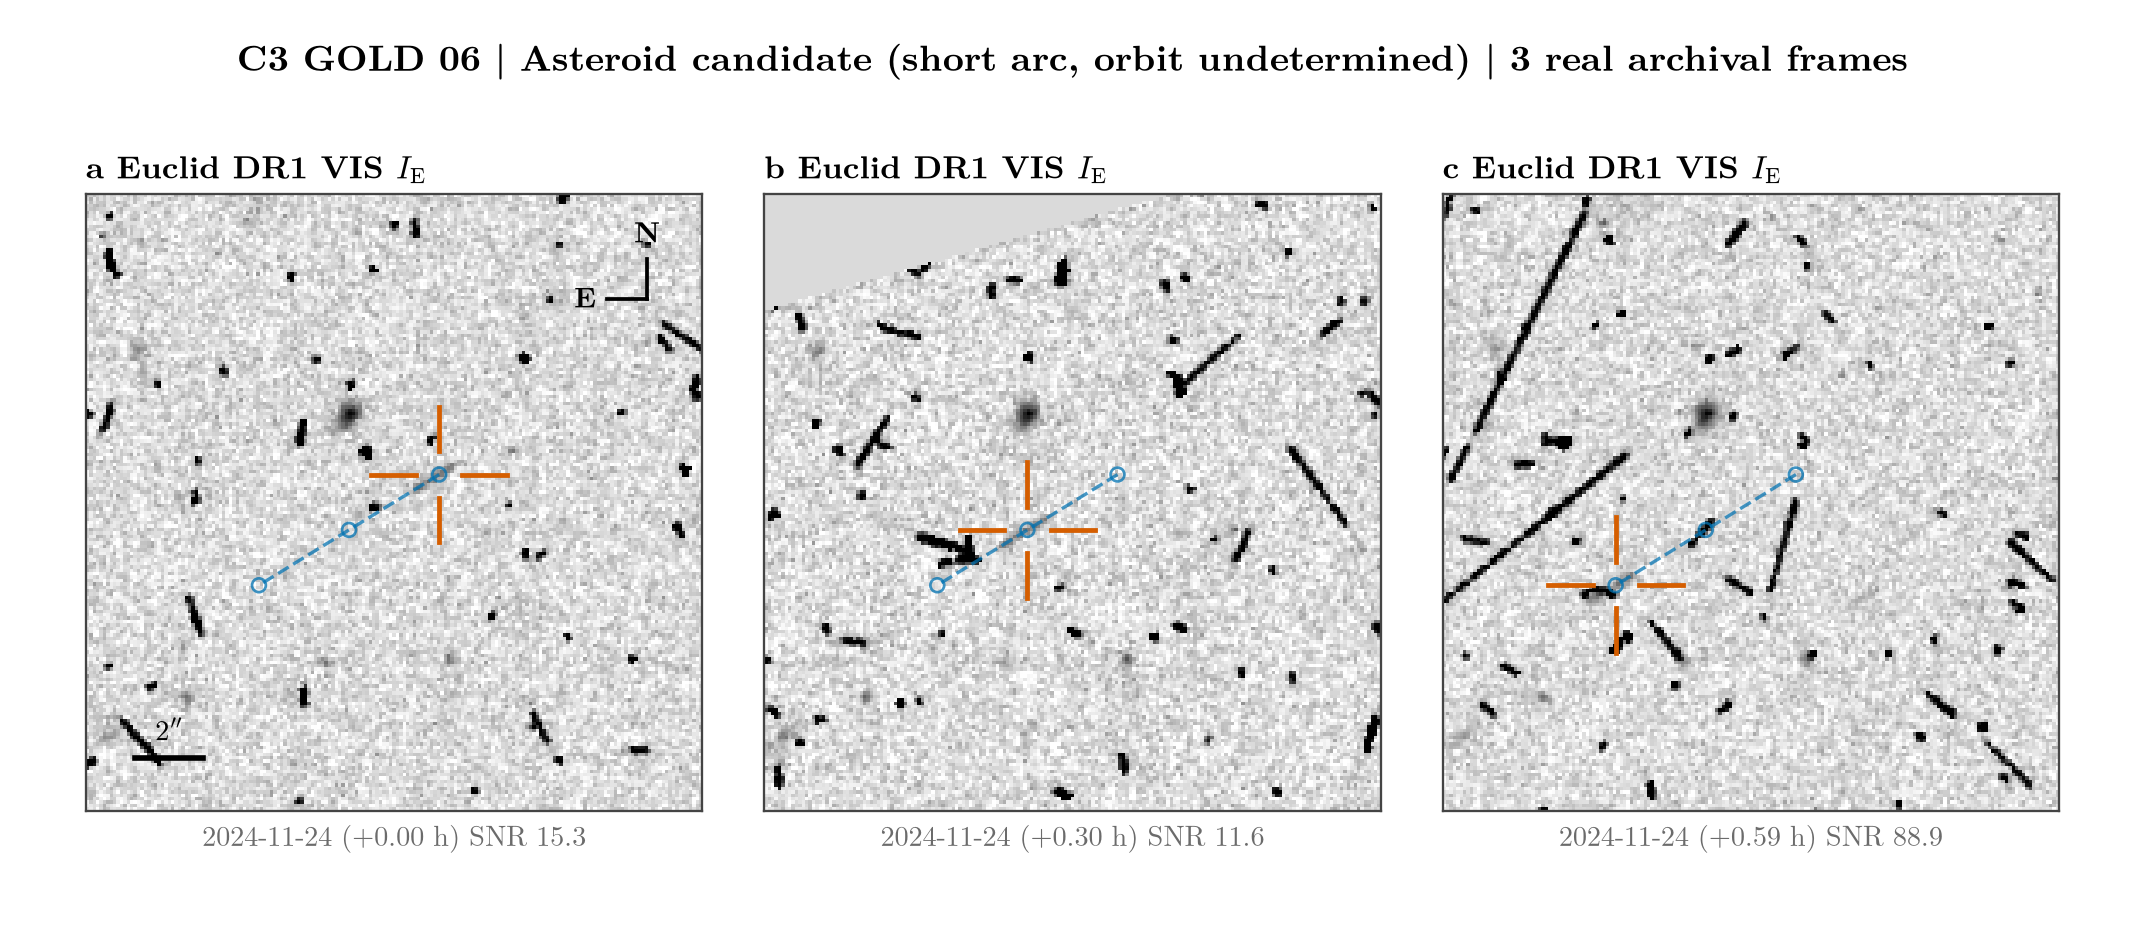 C3 GOLD 06 | Asteroid candidate (short arc, orbit undetermined) | 3 real archival frames
a Euclid DR1 VIS I_E
b Euclid DR1 VIS I_E
c Euclid DR1 VIS I_E
N
E
2″
2024-11-24 (+0.00 h) SNR 15.3
2024-11-24 (+0.30 h) SNR 11.6
2024-11-24 (+0.59 h) SNR 88.9